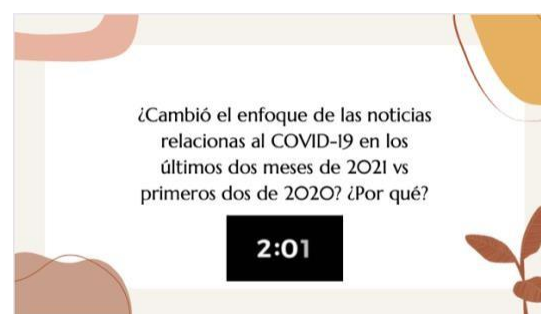 ¿Cambió el enfoque de las noticias
relacionas al COVID-19 en los
últimos dos meses de 2021 vs
primeros dos de 2020? ¿Por qué?
2:01